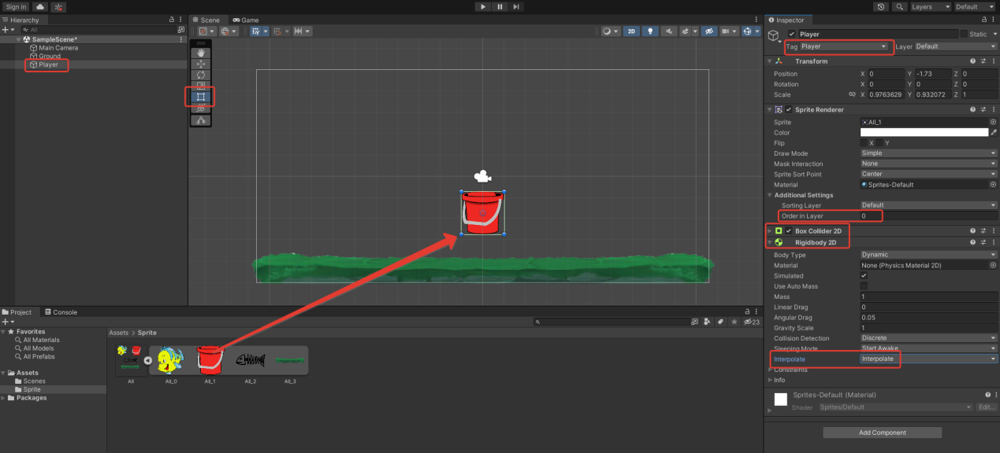 Sign in
Layers
Default
Hierarchy
All
SampleScene*
Main Camera
Ground
Player
Scene
Game
2D
Inspector
Player
Static
Tag Player
Layer Default
Transform
Position X 0 Y -1.73 Z 0
Rotation X 0 Y 0 Z 0
Scale X 0.9763629 Y 0.932072 Z 1
Sprite Renderer
Sprite All_1
Color
Flip X Y
Draw Mode Simple
Mask Interaction None
Sprite Sort Point Center
Material Sprites-Default
Additional Settings
Sorting Layer Default
Order in Layer 0
Box Collider 2D
Rigidbody 2D
Body Type Dynamic
Material None (Physics Material 2D)
Simulated
Use Auto Mass
Mass 1
Linear Drag 0
Angular Drag 0.05
Gravity Scale 1
Collision Detection Discrete
Sleeping Mode Start Awake
Interpolate Interpolate
Constraints
Info
Sprites-Default (Material)
Shader Sprites/Default Edit...
Add Component
Project
Console
23
Favorites
All Materials
All Models
All Prefabs
Assets
Scenes
Sprite
Packages
Assets > Sprite
All
All_0
All_1
All_2
All_3